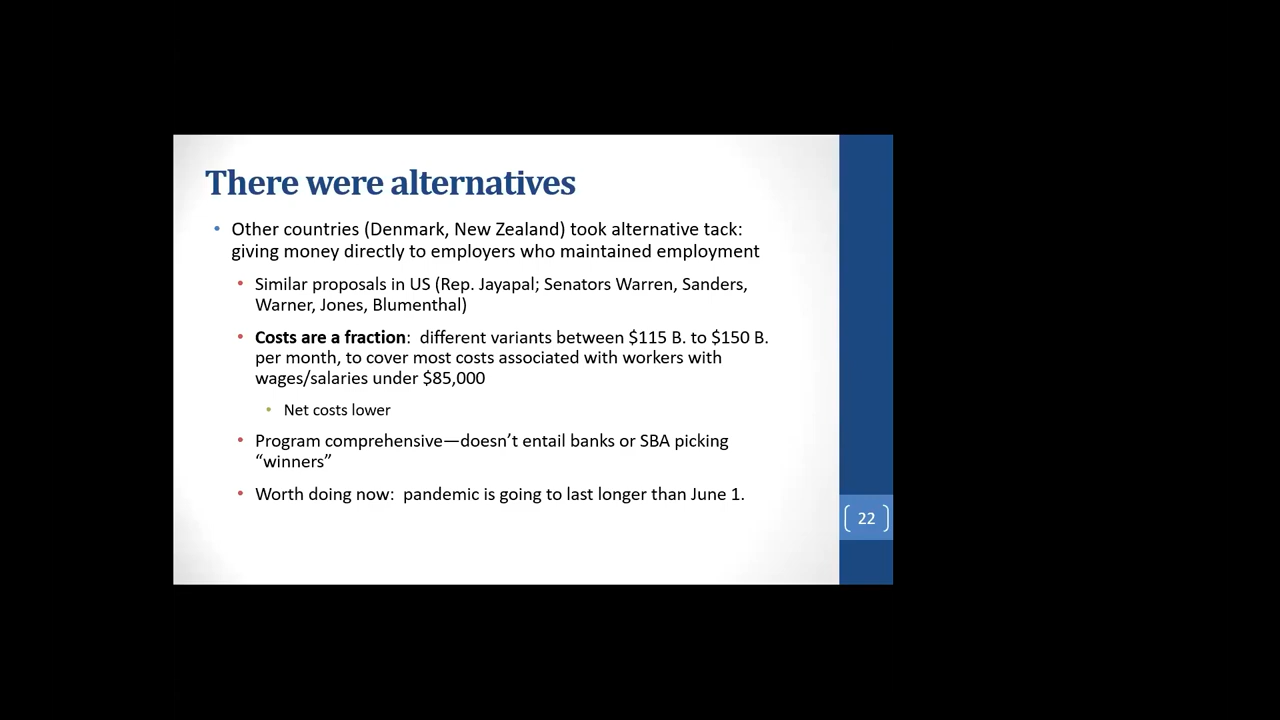 There were alternatives
• Other countries (Denmark, New Zealand) took alternative tack:
giving money directly to employers who maintained employment
• Similar proposals in US (Rep. Jayapal; Senators Warren, Sanders,
Warner, Jones, Blumenthal)
• Costs are a fraction:  different variants between $115 B. to $150 B.
per month, to cover most costs associated with workers with
wages/salaries under $85,000
• Net costs lower
• Program comprehensive—doesn’t entail banks or SBA picking
“winners”
• Worth doing now:  pandemic is going to last longer than June 1.
22